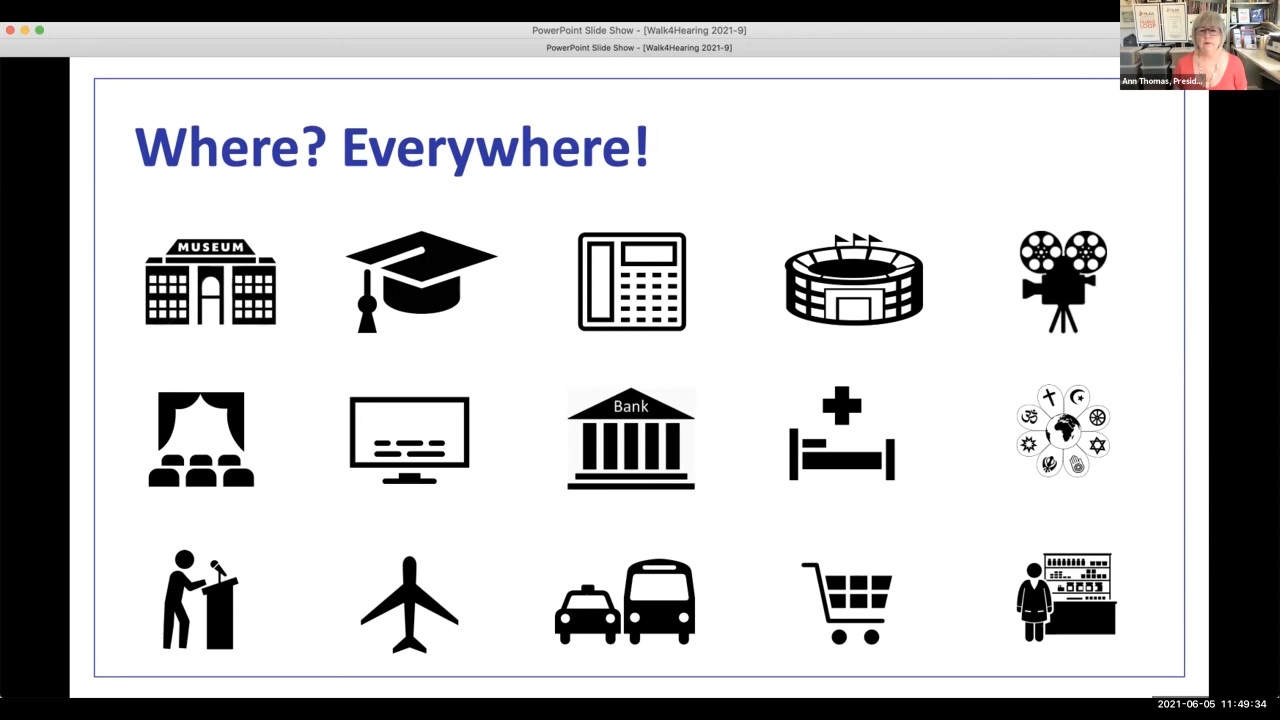 PowerPoint Slide Show - [Walk4Hearing 2021-9]
PowerPoint Slide Show - [Walk4Hearing 2021-9]
Ann Thomas, Presid...
Where? Everywhere!
MUSEUM
Bank
2021-06-05 11:49:34